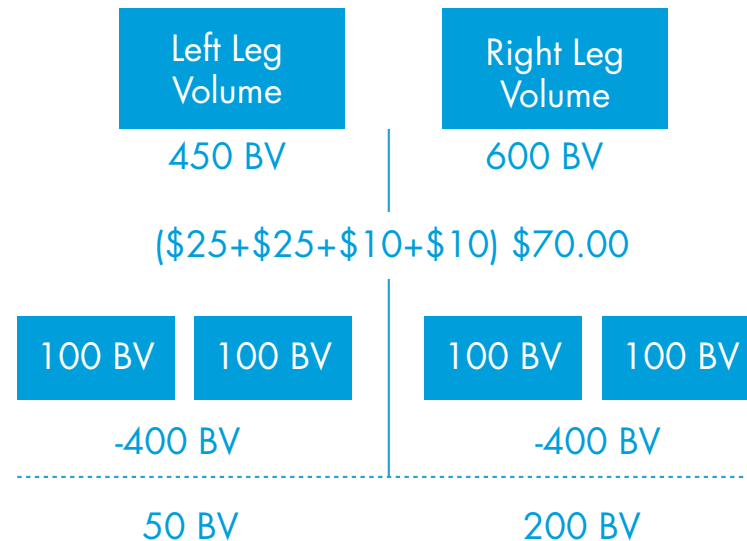 Left Leg
Volume
Right Leg
Volume
450 BV
600 BV
($25+$25+$10+$10) $70.00
100 BV
100 BV
100 BV
100 BV
-400 BV
-400 BV
50 BV
200 BV